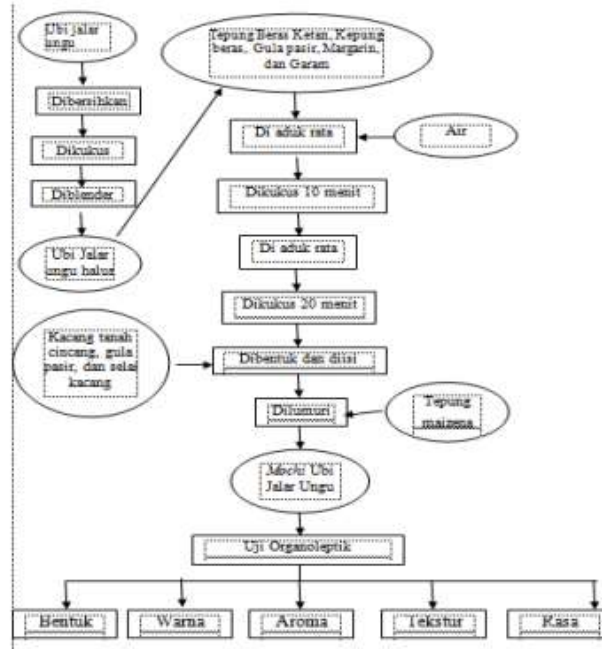 Ubi jalar
ungu
Dibersihkan
Dikukus
Diblender
Ubi Jalar
ungu halus
Tepung Beras Ketan, Kepung
beras, Gula pasir, Margarin,
dan Garam
Di aduk rata
Air
Dikukus 10 menit
Di aduk rata
Dikukus 20 menit
Kacang tanah
cincang, gula
pasir, dan selai
kacang
Dibentuk dan diisi
Dilumuri
Tepung
maizena
Mochi Ubi
Jalar Ungu
Uji Organoleptik
Bentuk
Warna
Aroma
Tekstur
Rasa